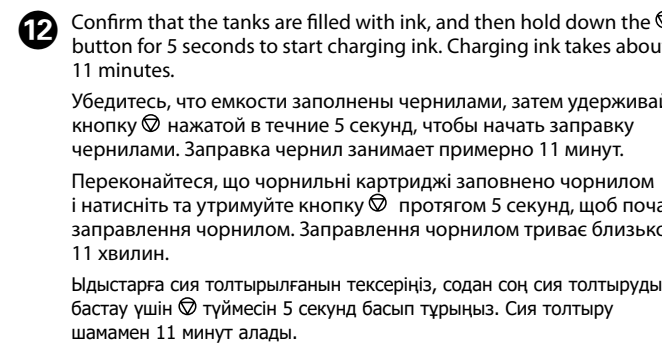 12 Confirm that the tanks are filled with ink, and then hold down the
button for 5 seconds to start charging ink. Charging ink takes abou
11 minutes.
Убедитесь, что емкости заполнены чернилами, затем удерживай
кнопку нажатой в течние 5 секунд, чтобы начать заправку
чернилами. Заправка чернил занимает примерно 11 минут.
Переконайтеся, що чорнильні картриджі заповнено чорнилом
і натисніть та утримуйте кнопку протягом 5 секунд, щоб поча
заправлення чорнилом. Заправлення чорнилом триває близько
11 хвилин.
Ыдыстарға сия толтырылғанын тексеріңіз, содан соң сия толтыруды
бастау үшін түймесін 5 секунд басып тұрыңыз. Сия толтыру
шамамен 11 минут алады.